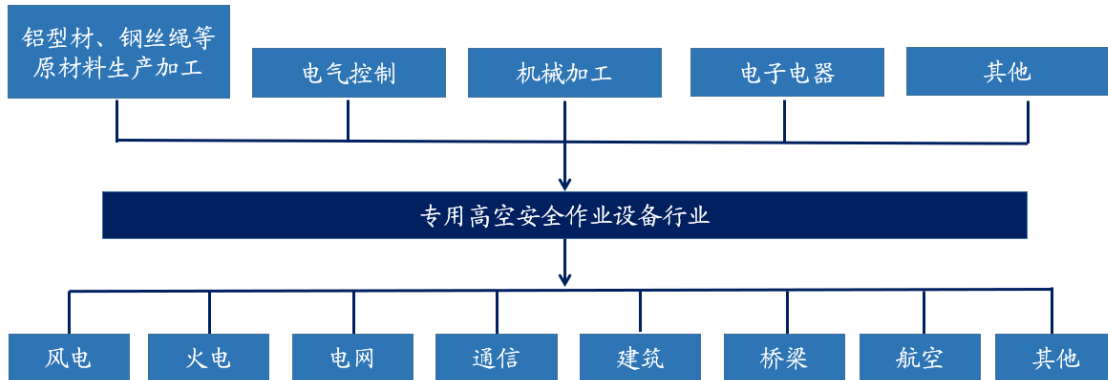 铝型材、钢丝绳等
原材料生产加工
电气控制
机械加工
电子电器
其他
专用高空安全作业设备行业
风电
火电
电网
通信
建筑
桥梁
航空
其他